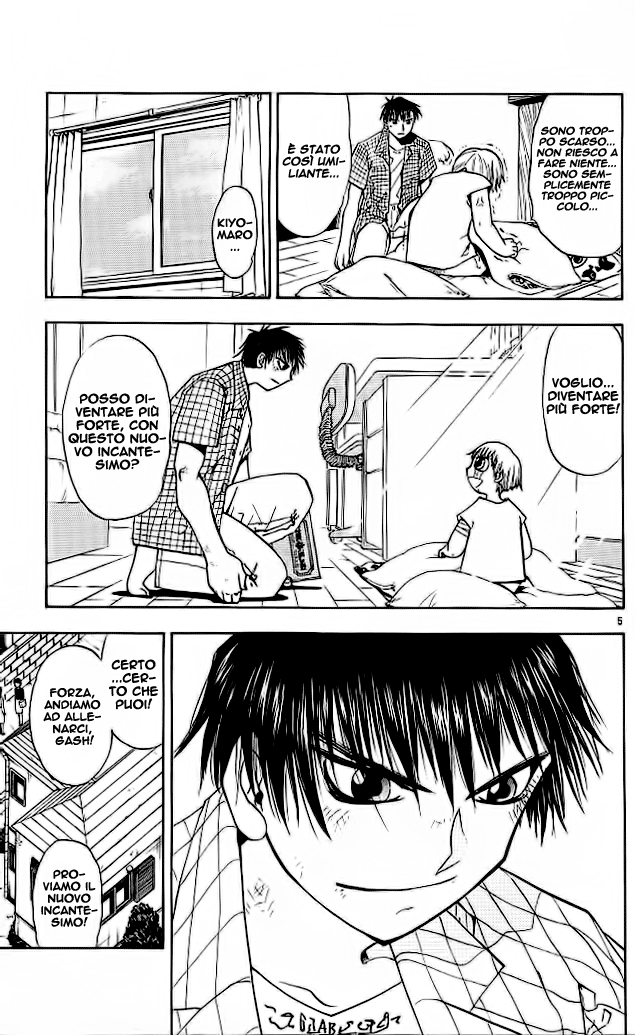 SONO TROP-
PO SCARSO...
...NON RIESCO A
FARE NIENTE...
...SONO SEM-
PLICEMENTE
TROPPO PIC-
COLO...
È STATO
COSÌ UMI-
LIANTE...
KIYO-
MARO
...
VOGLIO...
DIVENTARE
PIÙ FORTE!
POSSO DI-
VENTARE PIÙ
FORTE, CON
QUESTO NUO-
VO INCANTE-
SIMO?
5
CERTO
...CER-
TO CHE
PUOI!
FORZA,
ANDIAMO
AD ALLE-
NARCI,
GASH!
PRO-
VIAMO IL
NUOVO
INCANTE-
SIMO!